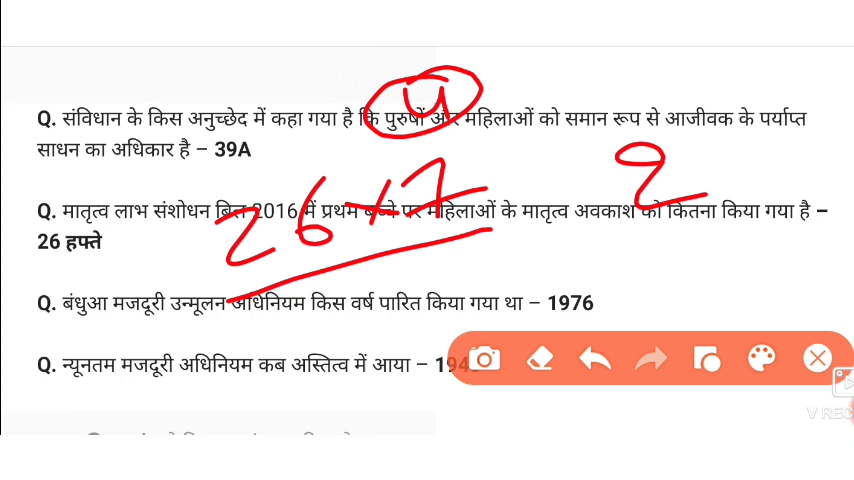 Q. संविधान के किस अनुच्छेद में कहा गया है कि पुरुषों और महिलाओं को समान रूप से आजीवक के पर्याप्त
साधन का अधिकार है – 39A
Q. मातृत्व लाभ संशोधन बिल 2016 में प्रथम बच्चे पर महिलाओं के मातृत्व अवकाश को कितना किया गया है –
26 हफ्ते
26 x 7
2
Q. बंधुआ मजदूरी उन्मूलन अधिनियम किस वर्ष पारित किया गया था – 1976
Q. न्यूनतम मजदूरी अधिनियम कब अस्तित्व में आया – 194
V REC